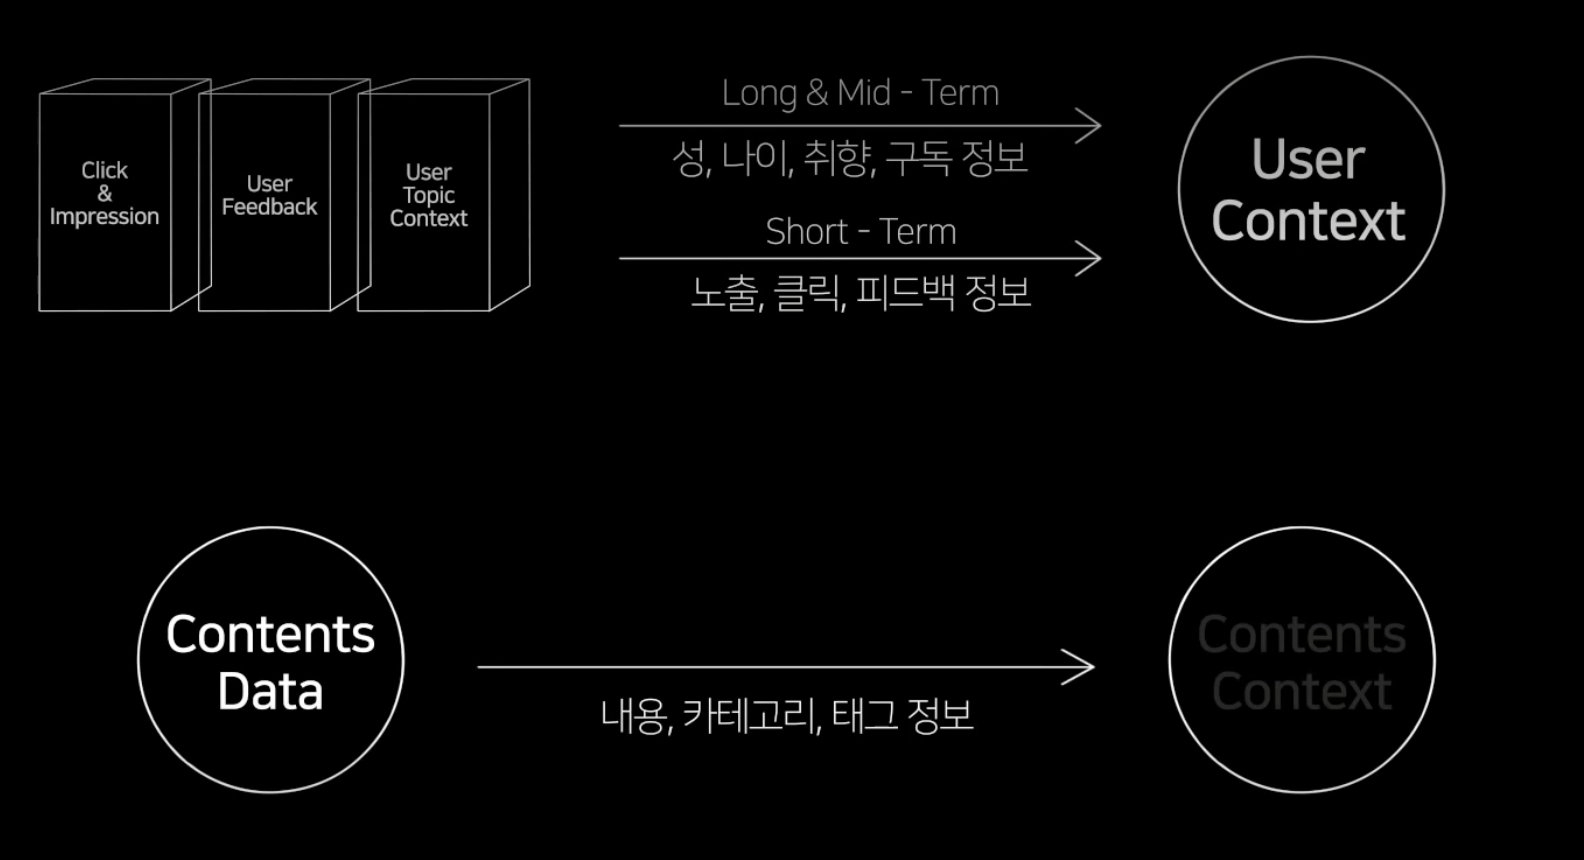 Click
&
Impression
User
Feedback
User
Topic
Context
Long & Mid - Term
성, 나이, 취향, 구독 정보
Short - Term
노출, 클릭, 피드백 정보
User
Context
Contents
Data
내용, 카테고리, 태그 정보
Contents
Context